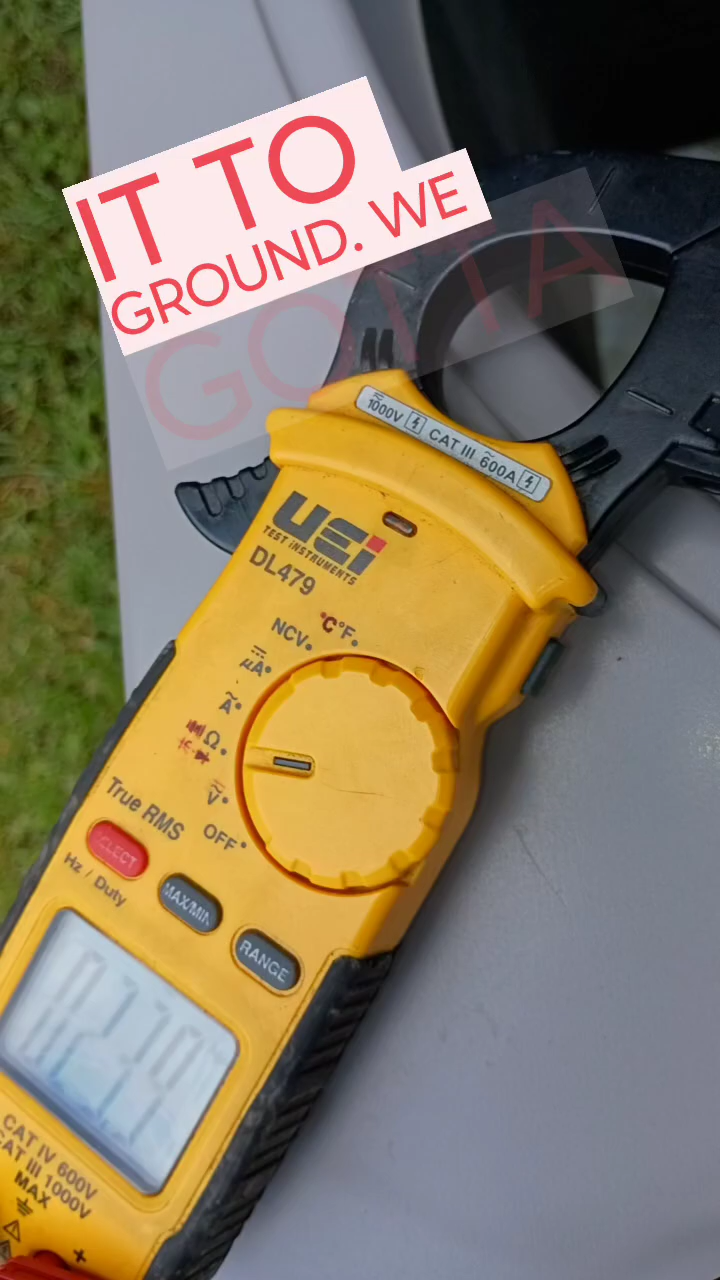 IT TO
GROUND. WE
GOTTA
1000V
CAT III
600A
UEi
TEST INSTRUMENTS
DL479
°C°F
NCV
µA
A
Ω
V
OFF
True RMS
SELECT
Hz / Duty
MAX/MIN
RANGE
CAT IV 600V
CAT III 1000V
MAX
+